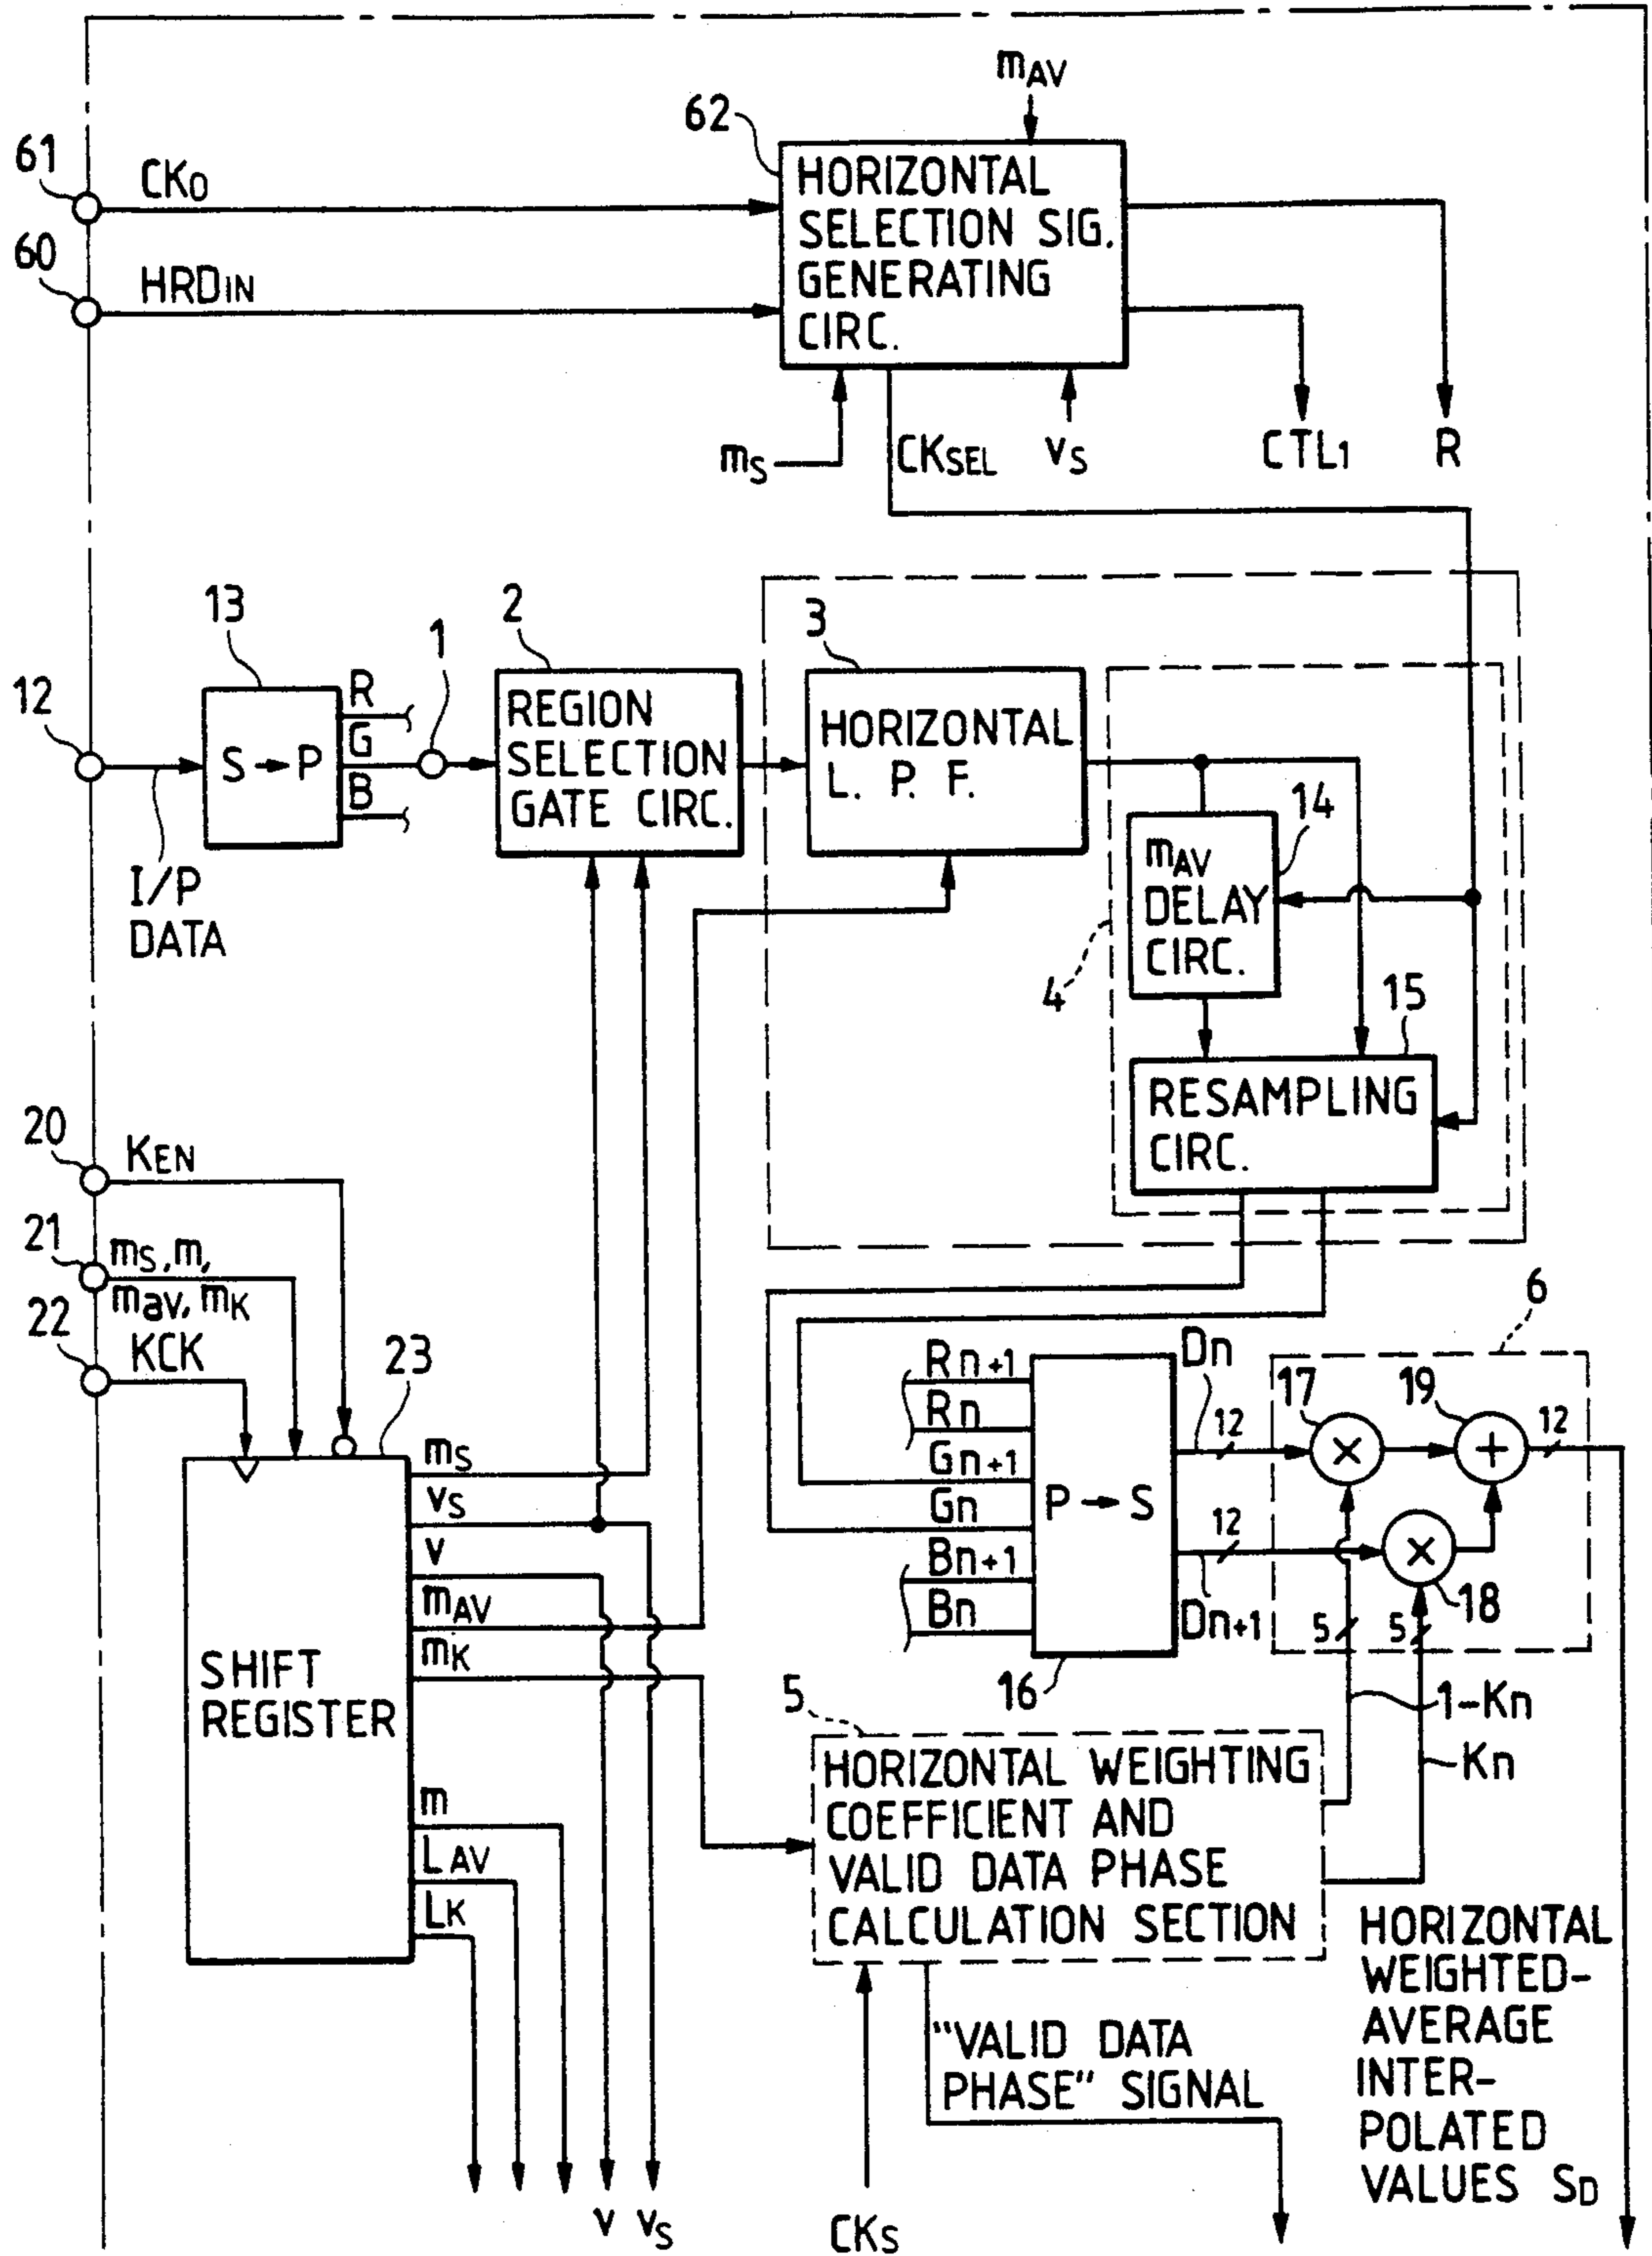 mAV
62
61
CKO
HORIZONTAL
SELECTION SIG.
GENERATING
CIRC.
60
HRDIN
mS
CKSEL
vS
CTL1
R
13
2
3
1
12
S→P
R
G
B
REGION
SELECTION
GATE CIRC.
HORIZONTAL
L. P. F.
I/P
DATA
14
mAV
DELAY
CIRC.
4
15
RESAMPLING
CIRC.
20
KEN
21
mS,m,
mav,mK
22
KCK
23
6
Rn+1
Rn
Gn+1
Gn
Bn+1
Bn
P→S
16
Dn
12
Dn+1
12
17
×
19
+
12
×
18
5
5
SHIFT
REGISTER
mS
vS
v
mAV
mK
m
LAV
LK
5
1-Kn
Kn
HORIZONTAL WEIGHTING
COEFFICIENT AND
VALID DATA PHASE
CALCULATION SECTION
HORIZONTAL
WEIGHTED-
AVERAGE
INTER-
POLATED
VALUES SD
"VALID DATA
PHASE" SIGNAL
v
vS
CKS